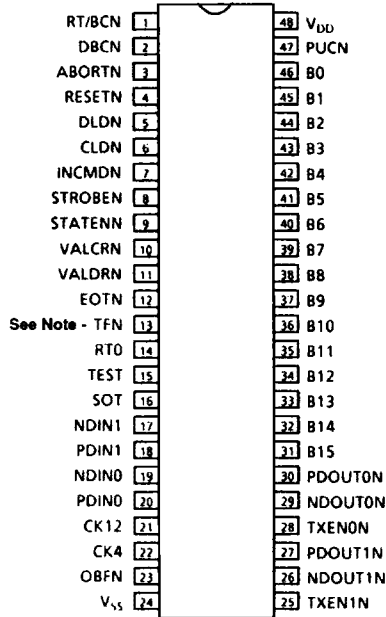 RT/BCN 1 48 VDD
DBCN 2 47 PUCN
ABORTN 3 46 B0
RESETN 4 45 B1
DLDN 5 44 B2
CLDN 6 43 B3
INCMDN 7 42 B4
STROBEN 8 41 B5
STATENN 9 40 B6
VALCRN 10 39 B7
VALDRN 11 38 B8
EOTN 12 37 B9
See Note - TFN 13 36 B10
RT0 14 35 B11
TEST 15 34 B12
SOT 16 33 B13
NDIN1 17 32 B14
PDIN1 18 31 B15
NDIN0 19 30 PDOUT0N
PDIN0 20 29 NDOUT0N
CK12 21 28 TXEN0N
CK4 22 27 PDOUT1N
OBFN 23 26 NDOUT1N
VSS 24 25 TXEN1N